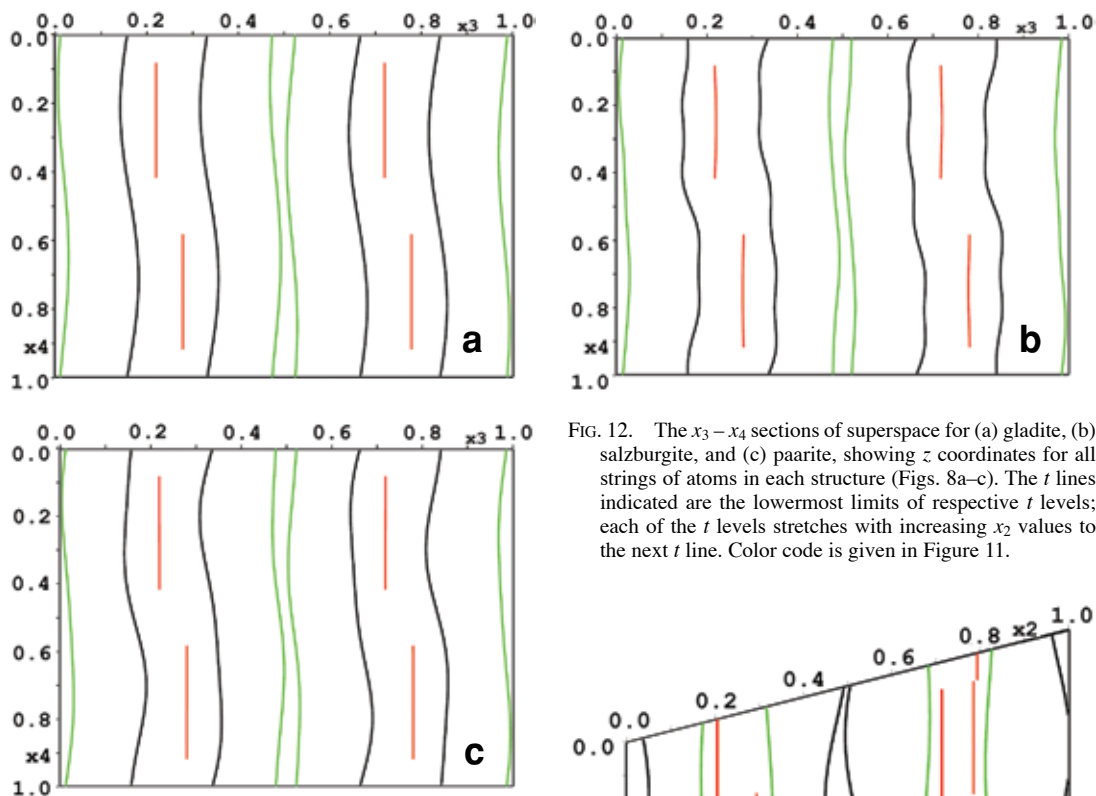 0.0 0.2 0.4 0.6 0.8 x3 1.0
0.0
0.2
0.4
0.6
0.8
x4
1.0
a
0.0 0.2 0.4 0.6 0.8 x3 1.0
0.0
0.2
0.4
0.6
0.8
x4
1.0
b
0.0 0.2 0.4 0.6 x3 0.8 1.0
0.0
0.2
0.4
0.6
0.8
x4
1.0
c
FIG. 12. The x3 – x4 sections of superspace for (a) gladite, (b)
salzburgite, and (c) paarite, showing z coordinates for all
strings of atoms in each structure (Figs. 8a–c). The t lines
indicated are the lowermost limits of respective t levels;
each of the t levels stretches with increasing x2 values to
the next t line. Color code is given in Figure 11.
0.0 0.2 0.4 0.6 0.8 x2 1.0
0.0